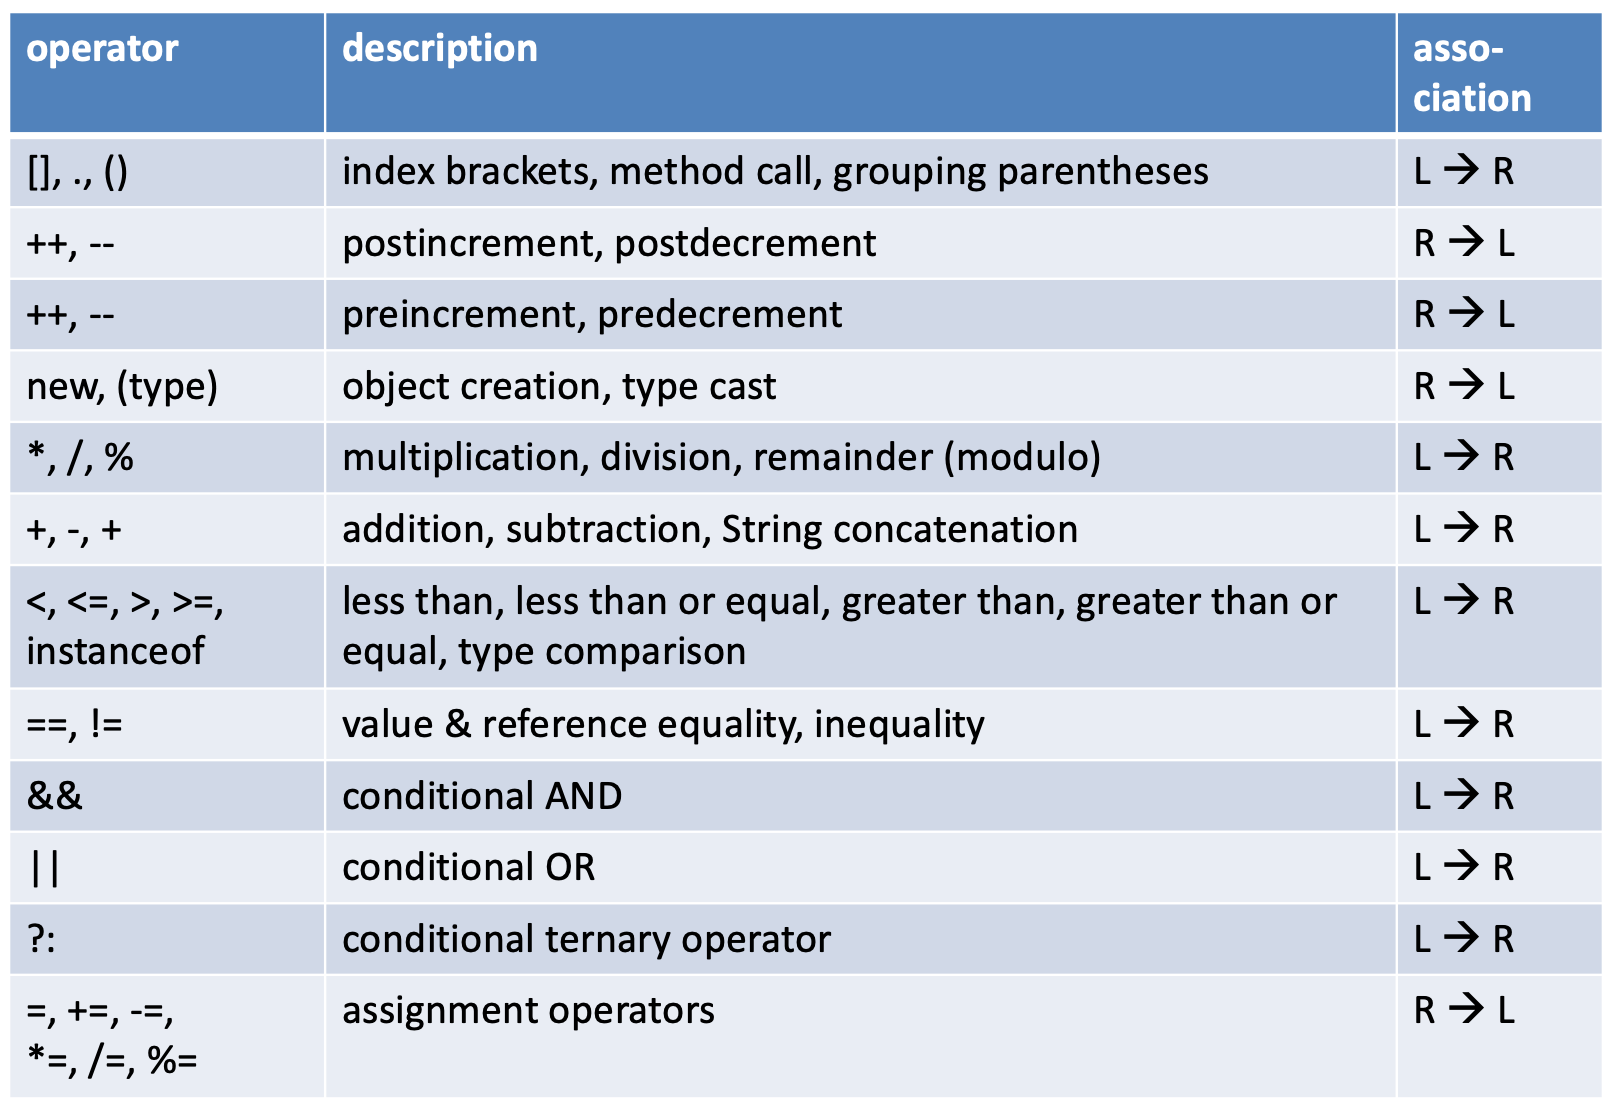 operator description asso-
ciation
[], ., () index brackets, method call, grouping parentheses L → R
++, -- postincrement, postdecrement R → L
++, -- preincrement, predecrement R → L
new, (type) object creation, type cast R → L
*, /, % multiplication, division, remainder (modulo) L → R
+, -, + addition, subtraction, String concatenation L → R
<, <=, >, >=, less than, less than or equal, greater than, greater than or L → R
instanceof equal, type comparison
==, != value & reference equality, inequality L → R
&& conditional AND L → R
|| conditional OR L → R
?: conditional ternary operator L → R
=, +=, -=, assignment operators R → L
*=, /=, %=